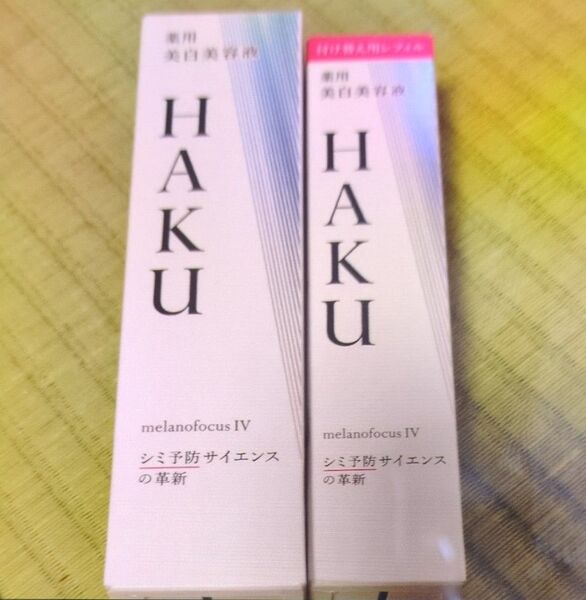 薬用
美白美容液
HAKU
melanofocus IV
シミ予防サイエンス
の革新
付け替え用レフィル
薬用
美白美容液
HAKU
melanofocus IV
シミ予防サイエンス
の革新